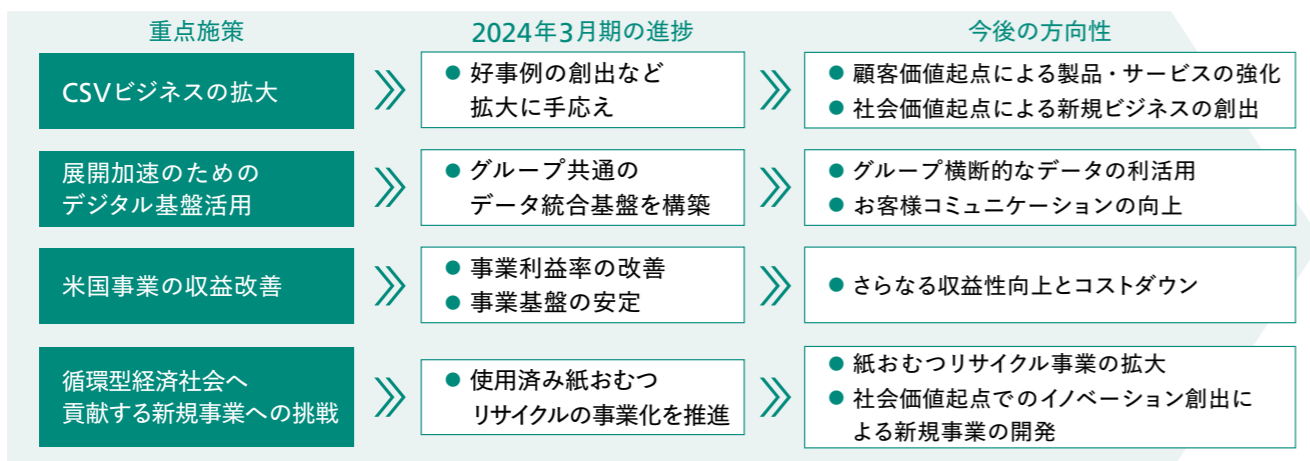 重点施策
2024年3月期の進捗
今後の方向性
CSVビジネスの拡大
● 好事例の創出など
拡大に手応え
● 顧客価値起点による製品・サービスの強化
● 社会価値起点による新規ビジネスの創出
展開加速のための
デジタル基盤活用
● グループ共通の
データ統合基盤を構築
● グループ横断的なデータの利活用
● お客様コミュニケーションの向上
米国事業の収益改善
● 事業利益率の改善
● 事業基盤の安定
● さらなる収益性向上とコストダウン
循環型経済社会へ
貢献する新規事業への挑戦
● 使用済み紙おむつ
リサイクルの事業化を推進
● 紙おむつリサイクル事業の拡大
● 社会価値起点でのイノベーション創出に
よる新規事業の開発